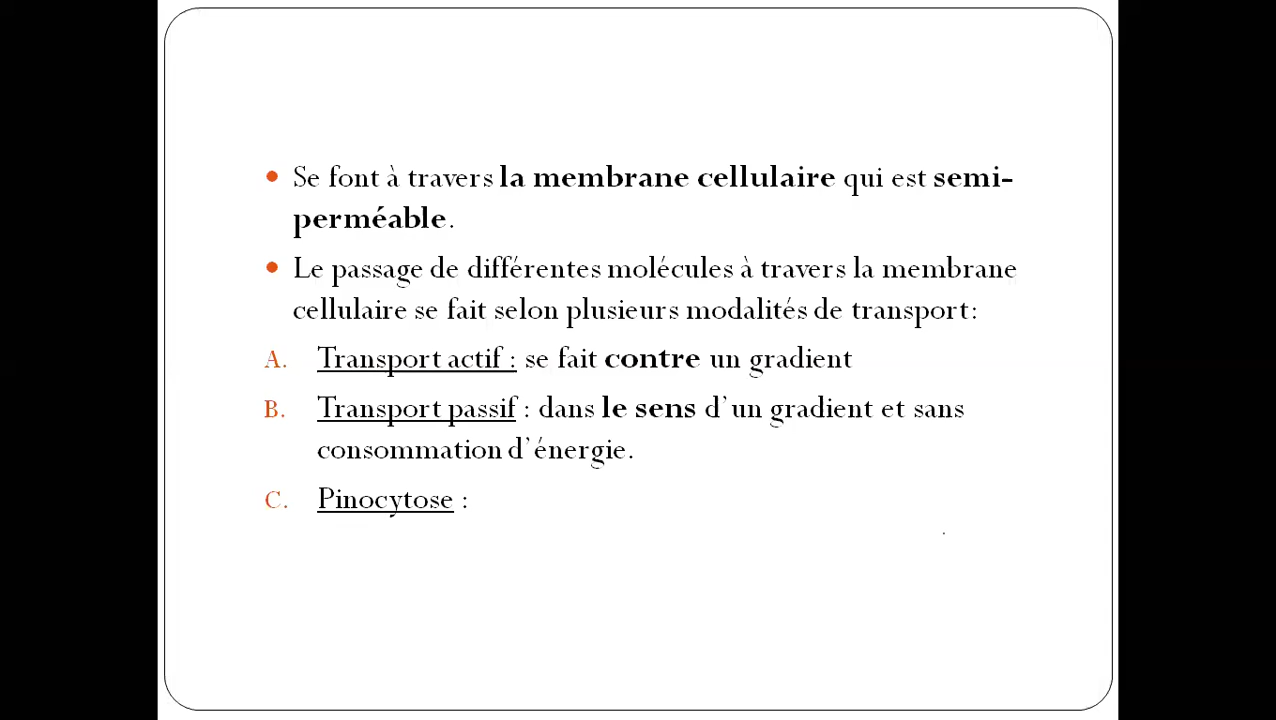 • Se font à travers la membrane cellulaire qui est semi-
perméable.
• Le passage de différentes molécules à travers la membrane
cellulaire se fait selon plusieurs modalités de transport:
A. Transport actif : se fait contre un gradient
B. Transport passif : dans le sens d'un gradient et sans
consommation d'énergie.
C. Pinocytose :